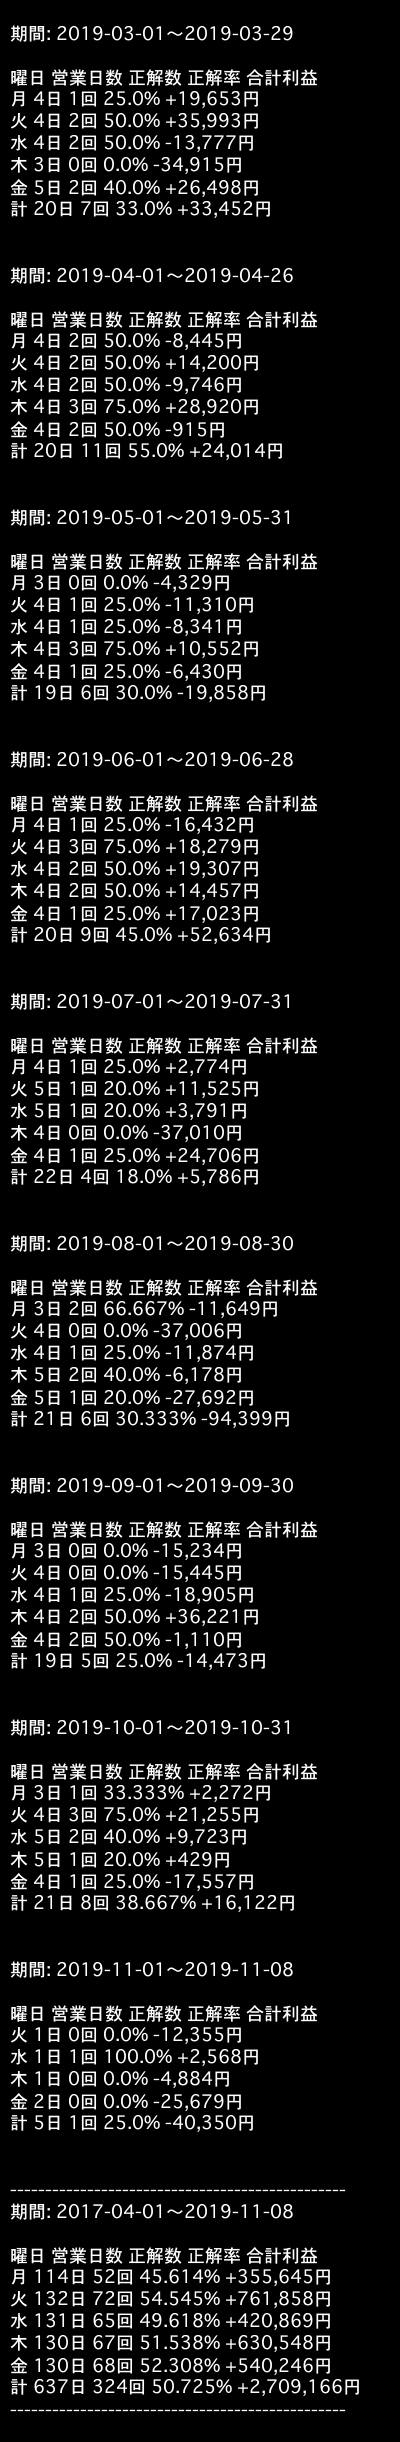 期間: 2019-03-01〜2019-03-29
曜日 営業日数 正解数 正解率 合計利益
月 4日 1回 25.0% +19,653円
火 4日 2回 50.0% +35,993円
水 4日 2回 50.0% -13,777円
木 3日 0回 0.0% -34,915円
金 5日 2回 40.0% +26,498円
計 20日 7回 33.0% +33,452円
期間: 2019-04-01〜2019-04-26
曜日 営業日数 正解数 正解率 合計利益
月 4日 2回 50.0% -8,445円
火 4日 2回 50.0% +14,200円
水 4日 2回 50.0% -9,746円
木 4日 3回 75.0% +28,920円
金 4日 2回 50.0% -915円
計 20日 11回 55.0% +24,014円
期間: 2019-05-01〜2019-05-31
曜日 営業日数 正解数 正解率 合計利益
月 3日 0回 0.0% -4,329円
火 4日 1回 25.0% -11,310円
水 4日 1回 25.0% -8,341円
木 4日 3回 75.0% +10,552円
金 4日 1回 25.0% -6,430円
計 19日 6回 30.0% -19,858円
期間: 2019-06-01〜2019-06-28
曜日 営業日数 正解数 正解率 合計利益
月 4日 1回 25.0% -16,432円
火 4日 3回 75.0% +18,279円
水 4日 2回 50.0% +19,307円
木 4日 2回 50.0% +14,457円
金 4日 1回 25.0% +17,023円
計 20日 9回 45.0% +52,634円
期間: 2019-07-01〜2019-07-31
曜日 営業日数 正解数 正解率 合計利益
月 4日 1回 25.0% +2,774円
火 5日 1回 20.0% +11,525円
水 5日 1回 20.0% +3,791円
木 4日 0回 0.0% -37,010円
金 4日 1回 25.0% +24,706円
計 22日 4回 18.0% +5,786円
期間: 2019-08-01〜2019-08-30
曜日 営業日数 正解数 正解率 合計利益
月 3日 2回 66.667% -11,649円
火 4日 0回 0.0% -37,006円
水 4日 1回 25.0% -11,874円
木 5日 2回 40.0% -6,178円
金 5日 1回 20.0% -27,692円
計 21日 6回 30.333% -94,399円
期間: 2019-09-01〜2019-09-30
曜日 営業日数 正解数 正解率 合計利益
月 3日 0回 0.0% -15,234円
火 4日 0回 0.0% -15,445円
水 4日 1回 25.0% -18,905円
木 4日 2回 50.0% +36,221円
金 4日 2回 50.0% -1,110円
計 19日 5回 25.0% -14,473円
期間: 2019-10-01〜2019-10-31
曜日 営業日数 正解数 正解率 合計利益
月 3日 1回 33.333% +2,272円
火 4日 3回 75.0% +21,255円
水 5日 2回 40.0% +9,723円
木 5日 1回 20.0% +429円
金 4日 1回 25.0% -17,557円
計 21日 8回 38.667% +16,122円
期間: 2019-11-01〜2019-11-08
曜日 営業日数 正解数 正解率 合計利益
火 1日 0回 0.0% -12,355円
水 1日 1回 100.0% +2,568円
木 1日 0回 0.0% -4,884円
金 2日 0回 0.0% -25,679円
計 5日 1回 25.0% -40,350円
------------------------------------------------
期間: 2017-04-01〜2019-11-08
曜日 営業日数 正解数 正解率 合計利益
月 114日 52回 45.614% +355,645円
火 132日 72回 54.545% +761,858円
水 131日 65回 49.618% +420,869円
木 130日 67回 51.538% +630,548円
金 130日 68回 52.308% +540,246円
計 637日 324回 50.725% +2,709,166円
------------------------------------------------